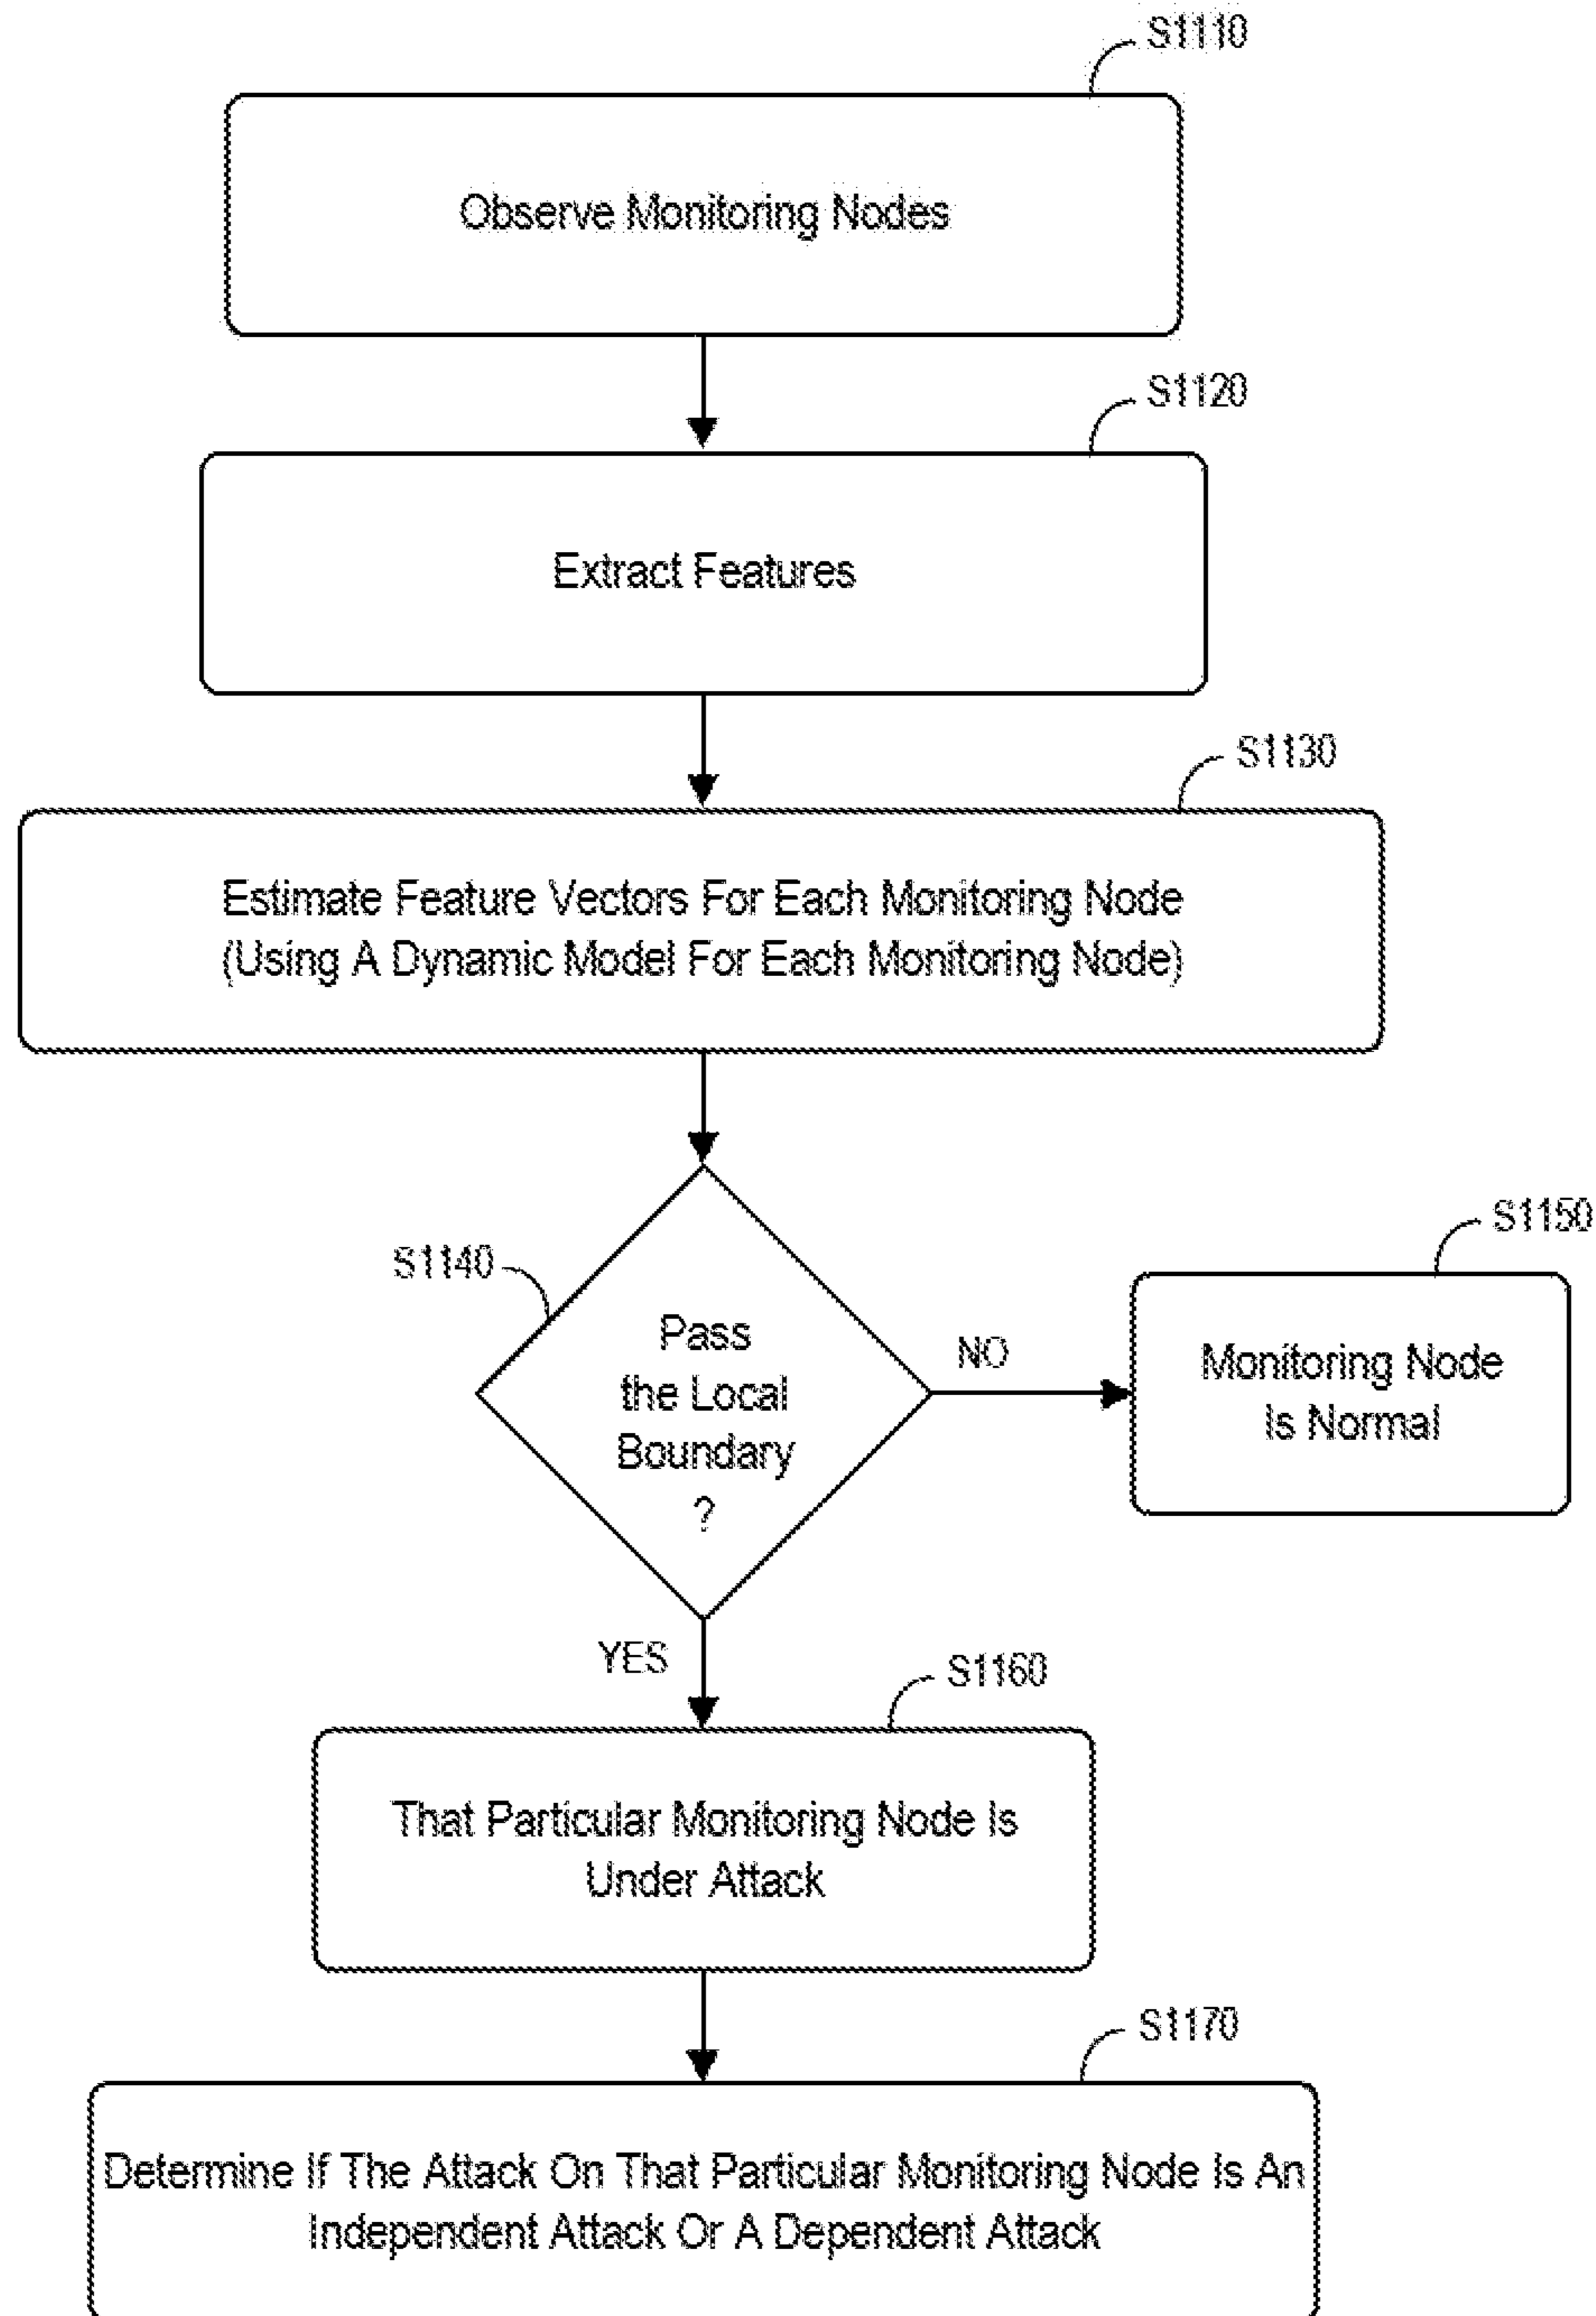 S1110
Observe Monitoring Nodes
S1120
Extract Features
S1130
Estimate Feature Vectors For Each Monitoring Node
(Using A Dynamic Model For Each Monitoring Node)
S1140
Pass
the Local
Boundary
?
NO
S1150
Monitoring Node
Is Normal
YES
S1160
That Particular Monitoring Node Is
Under Attack
S1170
Determine If The Attack On That Particular Monitoring Node Is An
Independent Attack Or A Dependent Attack